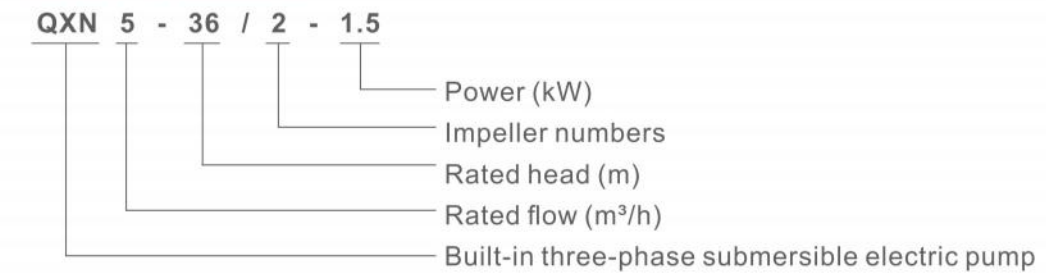 QXN 5 - 36 / 2 - 1.5
Power (kW)
Impeller numbers
Rated head (m)
Rated flow (m³/h)
Built-in three-phase submersible electric pump